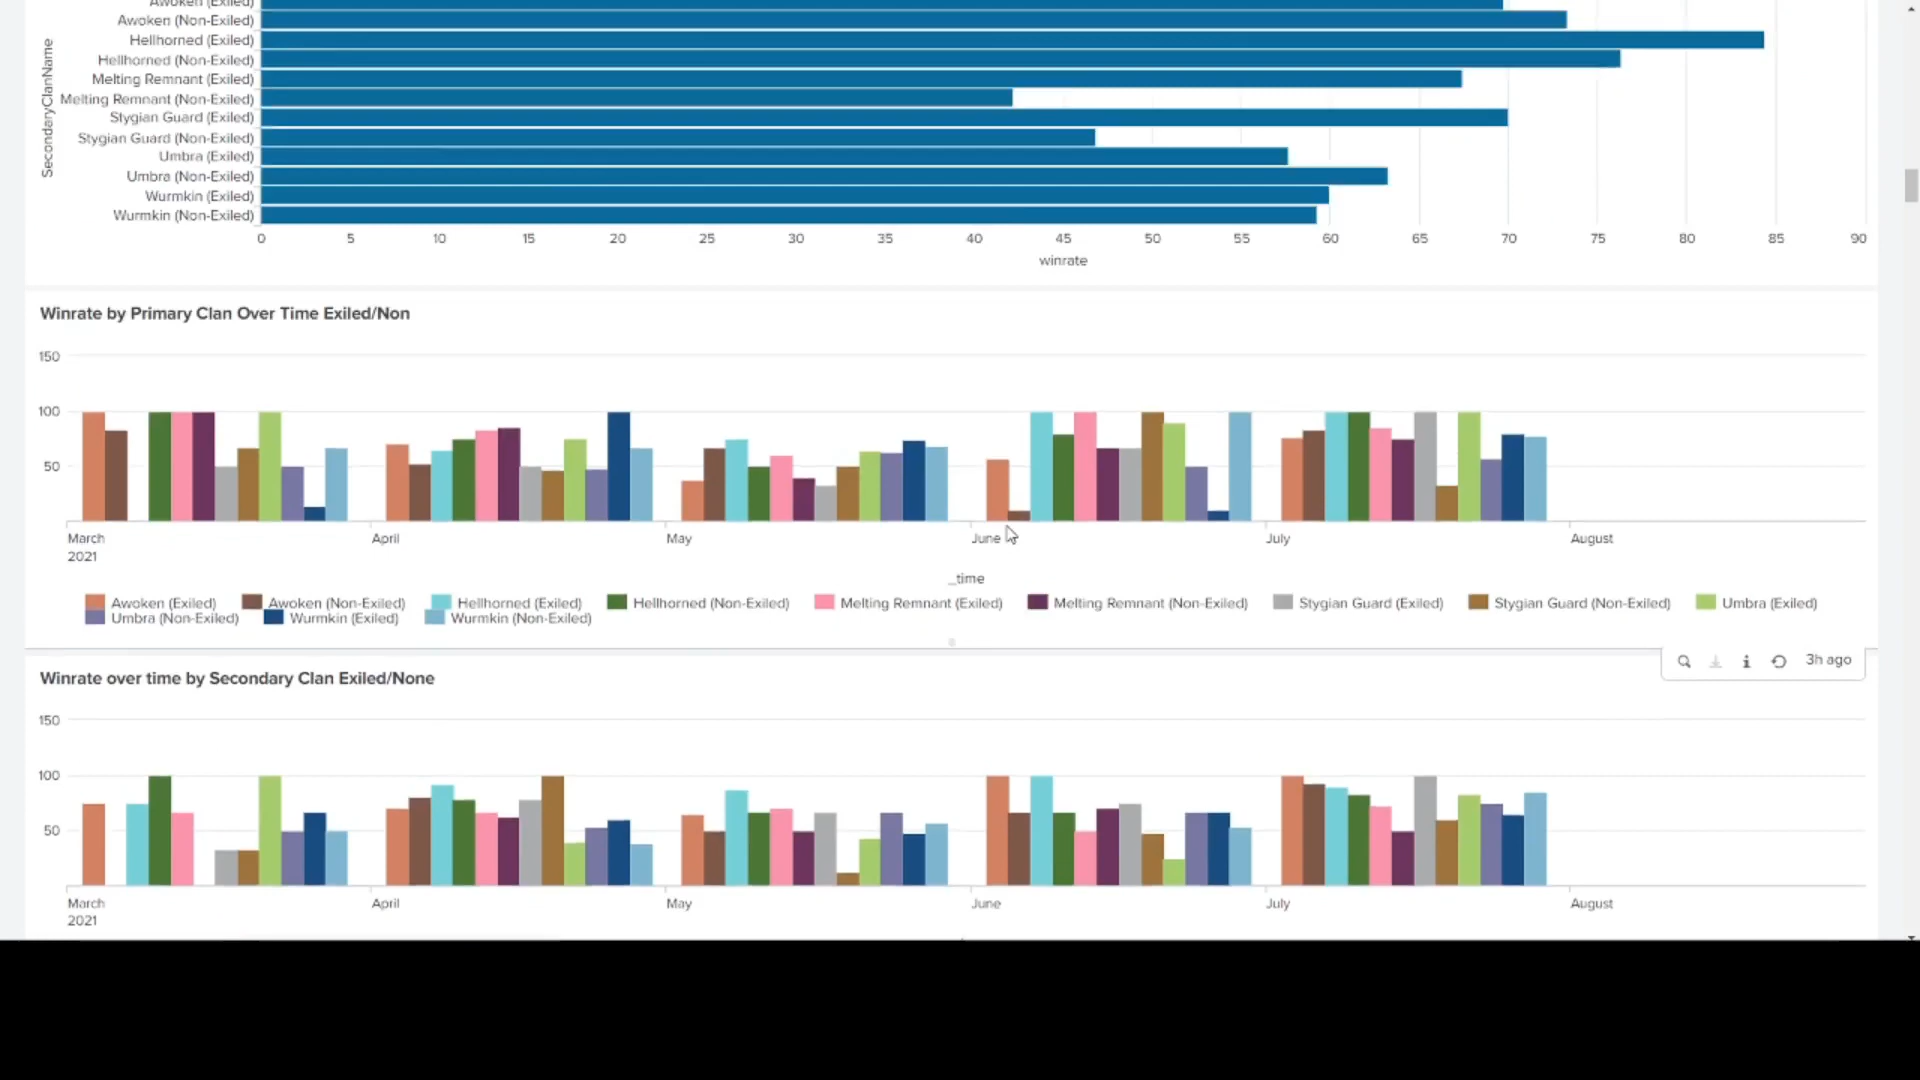 Awoken (Exiled)
Awoken (Non-Exiled)
Hellhorned (Exiled)
Hellhorned (Non-Exiled)
Melting Remnant (Exiled)
Melting Remnant (Non-Exiled)
Stygian Guard (Exiled)
Stygian Guard (Non-Exiled)
Umbra (Exiled)
Umbra (Non-Exiled)
Wurmkin (Exiled)
Wurmkin (Non-Exiled)
SecondaryClanName
0 5 10 15 20 25 30 35 40 45 50 55 60 65 70 75 80 85 90
winrate
Winrate by Primary Clan Over Time Exiled/Non
150
100
50
March April May June July August
2021
_time
Awoken (Exiled) Awoken (Non-Exiled) Hellhorned (Exiled) Hellhorned (Non-Exiled) Melting Remnant (Exiled) Melting Remnant (Non-Exiled) Stygian Guard (Exiled) Stygian Guard (Non-Exiled) Umbra (Exiled)
Umbra (Non-Exiled) Wurmkin (Exiled) Wurmkin (Non-Exiled)
3h ago
Winrate over time by Secondary Clan Exiled/None
150
100
50
March April May June July August
2021